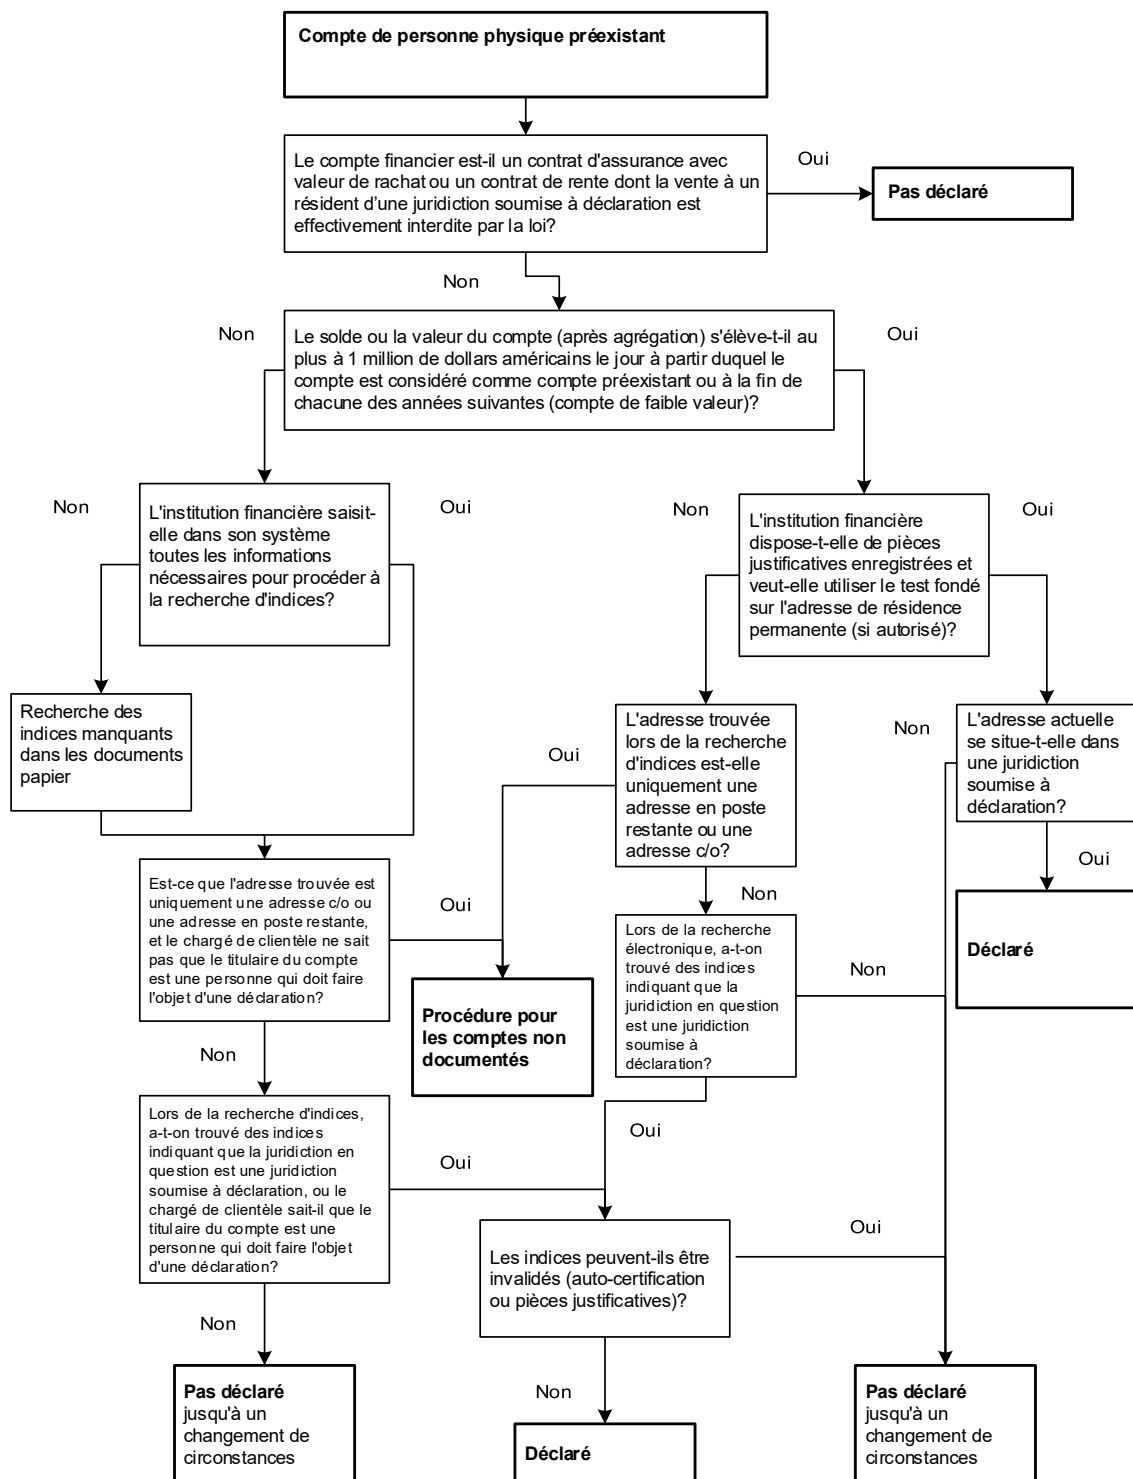 Compte de personne physique préexistant
Le compte financier est-il un contrat d'assurance avec
valeur de rachat ou un contrat de rente dont la vente à un
résident d'une juridiction soumise à déclaration est
effectivement interdite par la loi?
Oui
Pas déclaré
Non
Non
Le solde ou la valeur du compte (après agrégation) s'élève-t-il au
plus à 1 million de dollars américains le jour à partir duquel le
compte est considéré comme compte préexistant ou à la fin de
chacune des années suivantes (compte de faible valeur)?
Oui
Non
L'institution financière saisit-
elle dans son système
toutes les informations
nécessaires pour procéder à
la recherche d'indices?
Oui
Non
L'institution financière
dispose-t-elle de pièces
justificatives enregistrées et
veut-elle utiliser le test fondé
sur l'adresse de résidence
permanente (si autorisé)?
Oui
Recherche des
indices manquants
dans les documents
papier
Oui
L'adresse trouvée
lors de la recherche
d'indices est-elle
uniquement une
adresse en poste
restante ou une
adresse c/o?
Non
L'adresse actuelle
se situe-t-elle dans
une juridiction
soumise à
déclaration?
Oui
Est-ce que l'adresse trouvée est
uniquement une adresse c/o ou
une adresse en poste restante,
et le chargé de clientèle ne sait
pas que le titulaire du compte
est une personne qui doit faire
l'objet d'une déclaration?
Oui
Non
Lors de la recherche
électronique, a-t-on
trouvé des indices
indiquant que la
juridiction en question
est une juridiction
soumise à
déclaration?
Non
Déclaré
Procédure pour
les comptes non
documentés
Non
Oui
Lors de la recherche d'indices,
a-t-on trouvé des indices
indiquant que la juridiction en
question est une juridiction
soumise à déclaration, ou le
chargé de clientèle sait-il que le
titulaire du compte est une
personne qui doit faire l'objet
d'une déclaration?
Oui
Les indices peuvent-ils être
invalidés (auto-certification
ou pièces justificatives)?
Oui
Non
Pas déclaré
jusqu'à un
changement de
circonstances
Non
Déclaré
Pas déclaré
jusqu'à un
changement de
circonstances